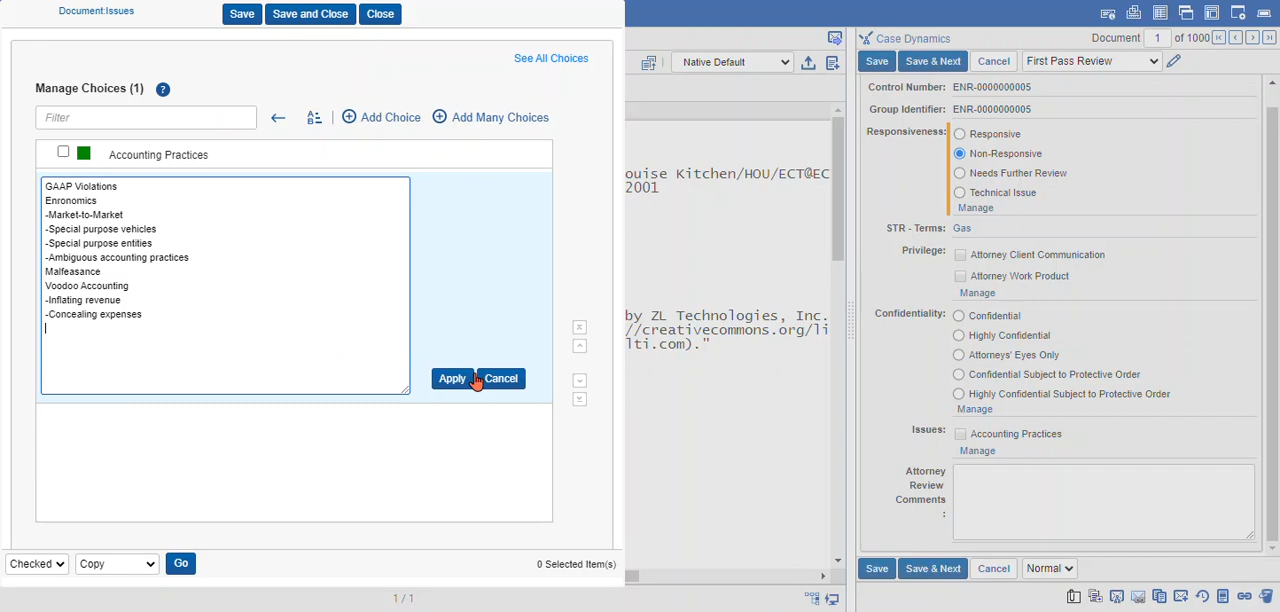 Document:Issues
Save
Save and Close
Close
See All Choices
Manage Choices (1)
?
Filter
Add Choice
Add Many Choices
Accounting Practices
GAAP Violations
Enronomics
-Market-to-Market
-Special purpose vehicles
-Special purpose entities
-Ambiguous accounting practices
Malfeasance
Voodoo Accounting
-Inflating revenue
-Concealing expenses
Apply
Cancel
Checked
Copy
Go
0 Selected Item(s)
1 / 1
Native Default
ouise Kitchen/HOU/ECT@EC
2001
by ZL Technologies, Inc.
//creativecommons.org/li
lti.com)."
Case Dynamics
Document 1 of 1000
Save
Save & Next
Cancel
First Pass Review
Control Number: ENR-0000000005
Group Identifier: ENR-0000000005
Responsiveness: Responsive
Non-Responsive
Needs Further Review
Technical Issue
Manage
STR - Terms: Gas
Privilege: Attorney Client Communication
Attorney Work Product
Manage
Confidentiality: Confidential
Highly Confidential
Attorneys' Eyes Only
Confidential Subject to Protective Order
Highly Confidential Subject to Protective Order
Manage
Issues: Accounting Practices
Manage
Attorney
Review
Comments
:
Save
Save & Next
Cancel
Normal